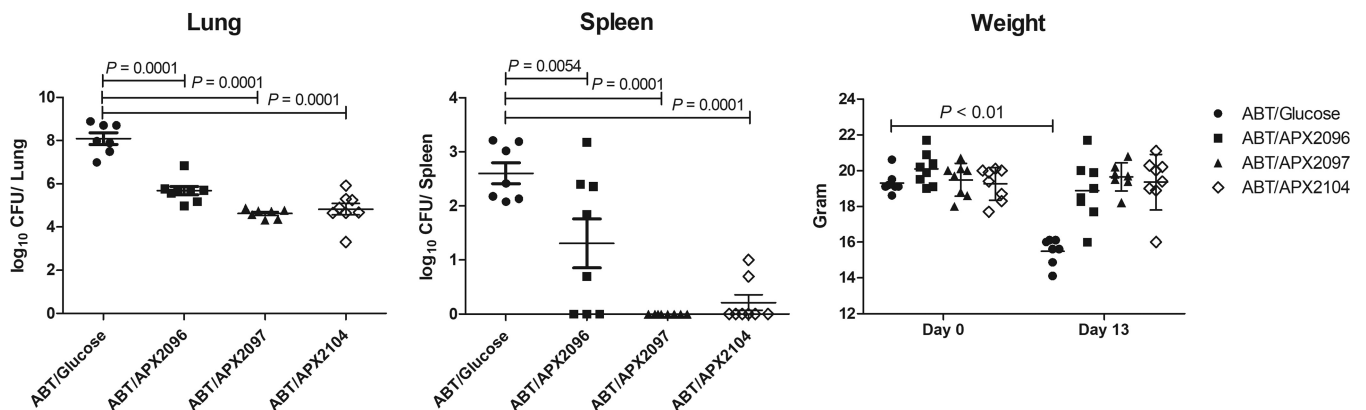 Lung
P = 0.0001
P = 0.0001
P = 0.0001
10
8
6
4
2
0
log10 CFU/ Lung
ABT/Glucose
ABT/APX2096
ABT/APX2097
ABT/APX2104
Spleen
P = 0.0054
P = 0.0001
P = 0.0001
4
3
2
1
0
log10 CFU/ Spleen
ABT/Glucose
ABT/APX2096
ABT/APX2097
ABT/APX2104
Weight
P < 0.01
24
22
20
18
16
14
12
Gram
Day 0
Day 13
ABT/Glucose
ABT/APX2096
ABT/APX2097
ABT/APX2104